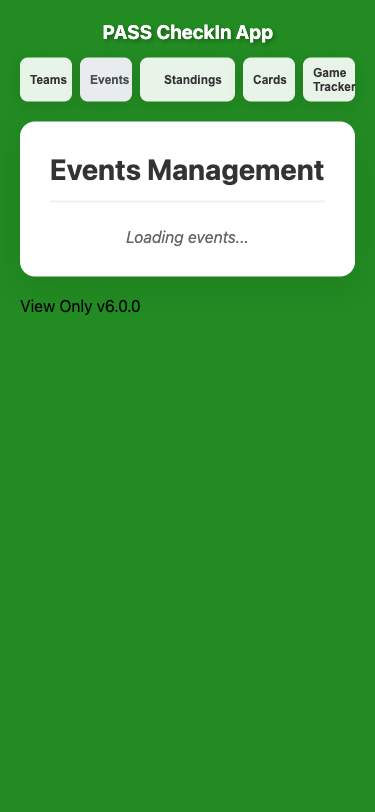 PASS CheckIn App
Teams
Events
Standings
Cards
Game
Tracker
Events Management
Loading events...
View Only v6.0.0